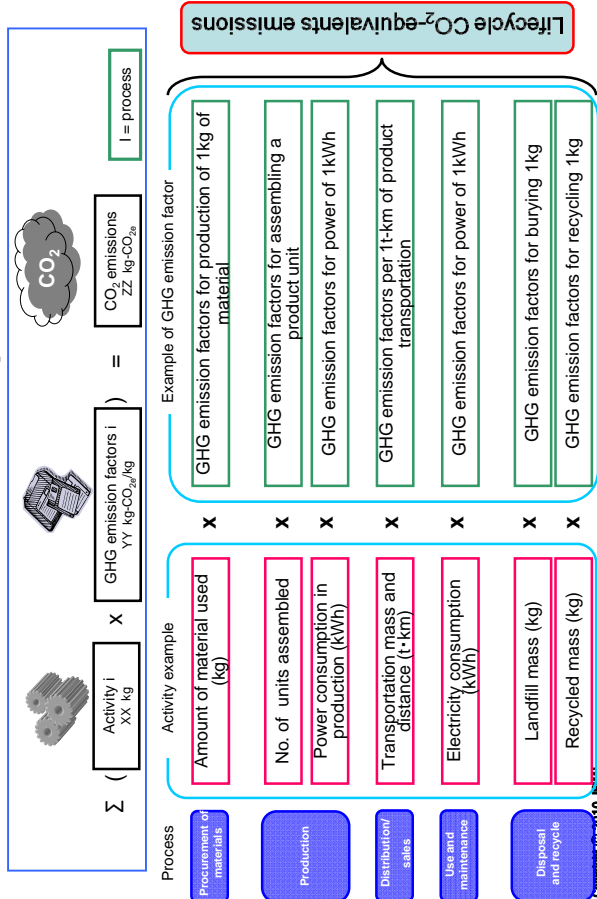 Σ ( Activity i
XX kg
x
GHG emission factors i
YY kg-CO2e/kg
) =
CO2
CO2 emissions
ZZ kg-CO2e
I = process
Process
Activity example
Example of GHG emission factor
Procurement of
materials
Amount of material used
(kg)
x
GHG emission factors for production of 1kg of
material
Production
No. of units assembled
x
GHG emission factors for assembling a
product unit
Power consumption in
production (kWh)
x
GHG emission factors for power of 1kWh
Distribution/
sales
Transportation mass and
distance (t・km)
x
GHG emission factors per 1t-km of product
transportation
Use and
maintenance
Electricity consumption
(kWh)
x
GHG emission factors for power of 1kWh
Disposal
and recycle
Landfill mass (kg)
x
GHG emission factors for burying 1kg
Recycled mass (kg)
x
GHG emission factors for recycling 1kg
Lifecycle CO2-equivalents emissions